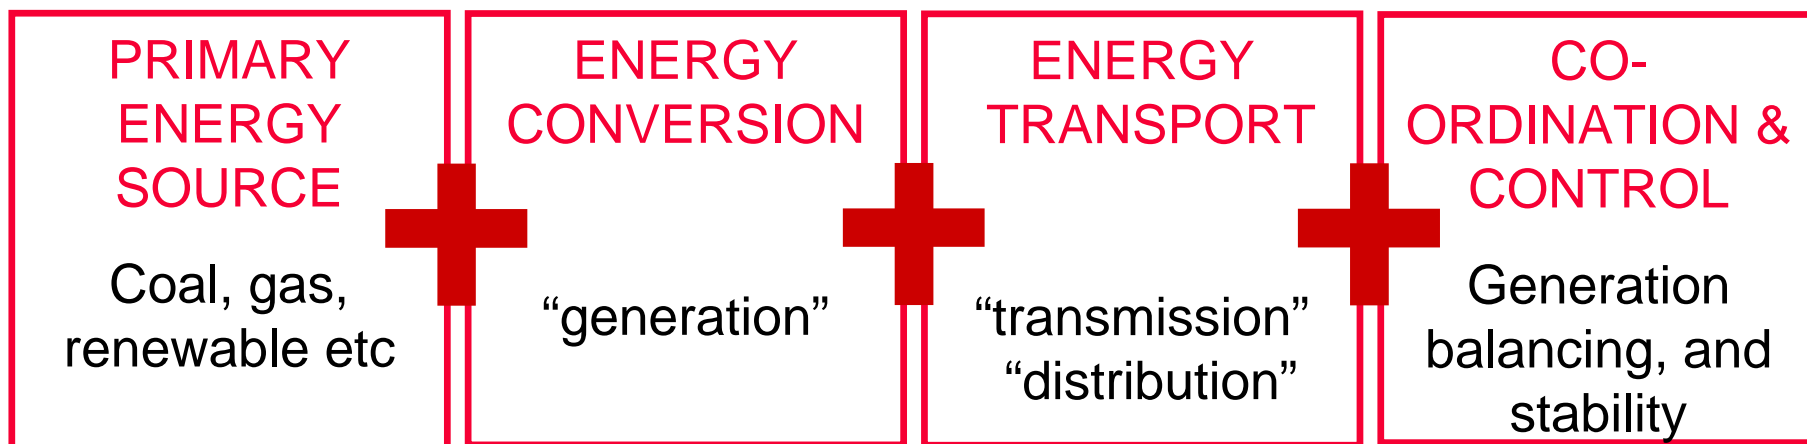 PRIMARY
ENERGY
SOURCE
Coal, gas,
renewable etc
ENERGY
CONVERSION
“generation”
ENERGY
TRANSPORT
“transmission”
“distribution”
CO-
ORDINATION &
CONTROL
Generation
balancing, and
stability